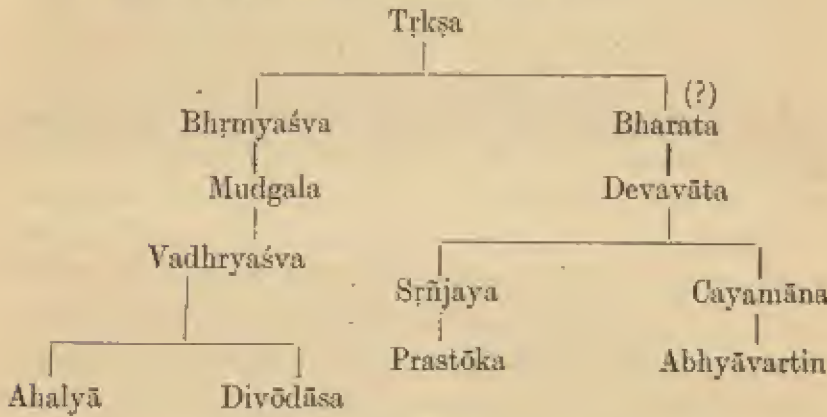 Tṛkṣa
(?)
Bhṛmyaśva Bharata
Mudgala Devavāta
Vadhryaśva
Sṛñjaya Cayamāna
Prastōka Abhyāvartin
Ahalyā Divōdāsa